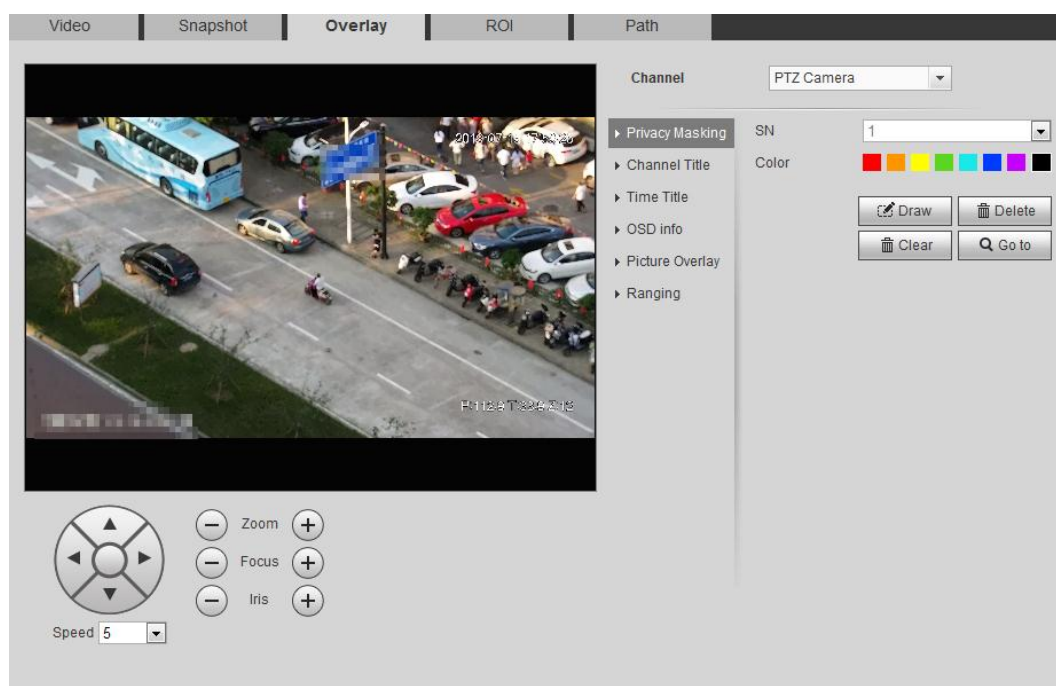 Video Snapshot Overlay ROI Path
Channel PTZ Camera
Privacy Masking
Channel Title
Time Title
OSD info
Picture Overlay
Ranging
SN 1
Color
Draw Delete
Clear Go to
Zoom
Focus
Iris
Speed 5